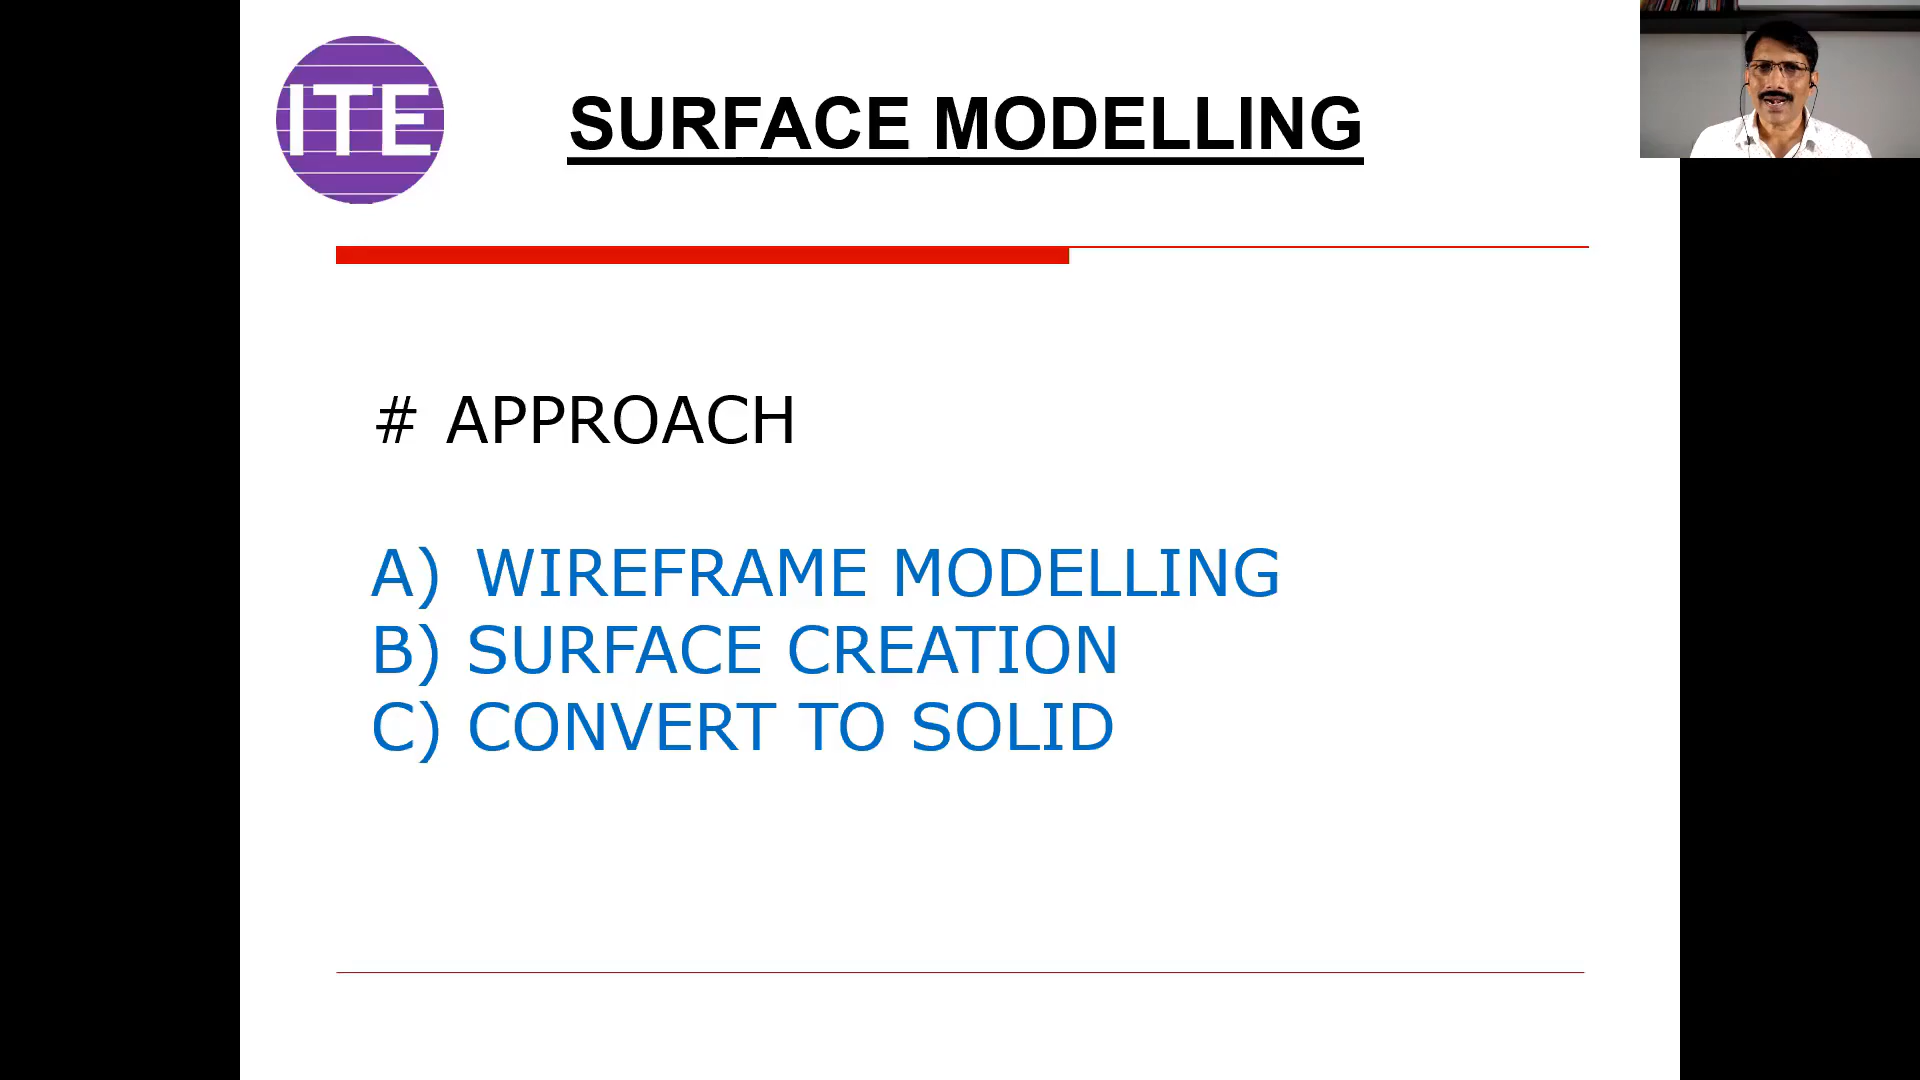 ITE
SURFACE MODELLING
# APPROACH
A) WIREFRAME MODELLING
B) SURFACE CREATION
C) CONVERT TO SOLID